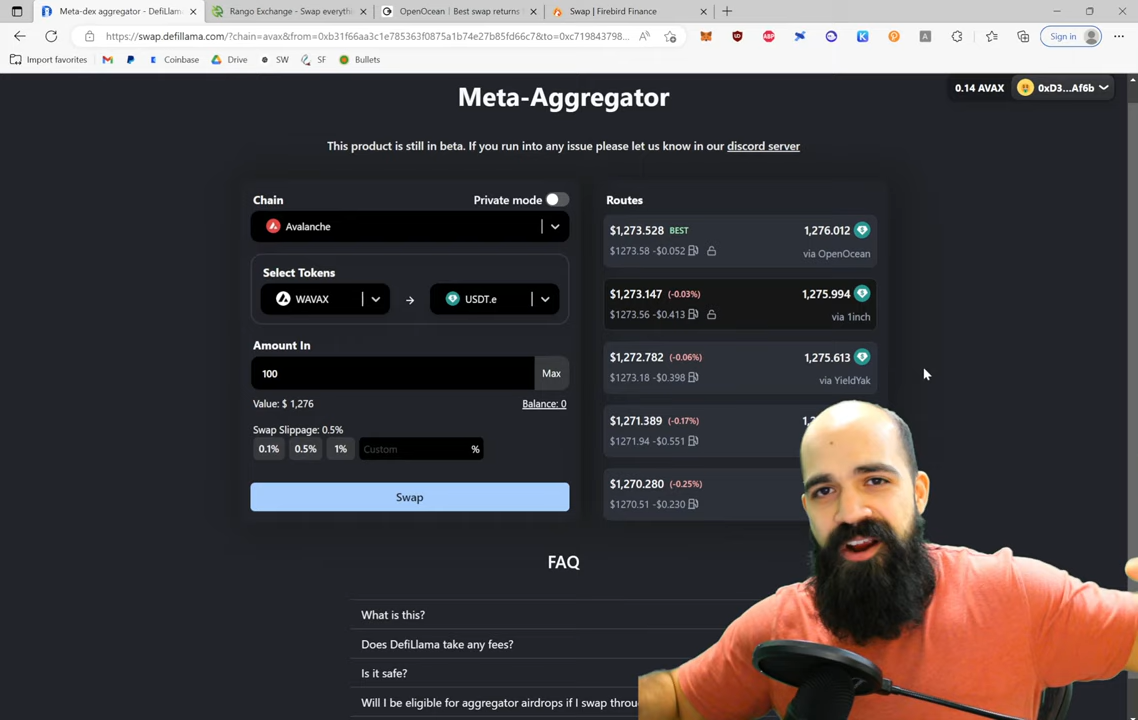 Meta-dex aggregator - DefiLlama
Rango Exchange - Swap everythi
OpenOcean | Best swap returns
Swap | Firebird Finance
https://swap.defillama.com/?chain=avax&from=0xb31f66aa3c1e785363f0875a1b74e27b85fd66c7&to=0xc719843798...
Sign in
Import favorites
Coinbase
Drive
SW
SF
Bullets
0.14 AVAX
0xD3...Af6b
Meta-Aggregator
This product is still in beta. If you run into any issue please let us know in our discord server
Chain
Private mode
Avalanche
Select Tokens
WAVAX
USDT.e
Amount In
100
Max
Value: $ 1,276
Balance: 0
Swap Slippage: 0.5%
0.1%
0.5%
1%
Custom
%
Swap
Routes
$1,273.528 BEST
1,276.012
$1273.58 -$0.052
via OpenOcean
$1,273.147 (-0.03%)
1,275.994
$1273.56 -$0.413
via 1inch
$1,272.782 (-0.06%)
1,275.613
$1273.18 -$0.398
via YieldYak
$1,271.389 (-0.17%)
$1271.94 -$0.551
$1,270.280 (-0.25%)
$1270.51 -$0.230
FAQ
What is this?
Does DefiLlama take any fees?
Is it safe?
Will I be eligible for aggregator airdrops if I swap throu